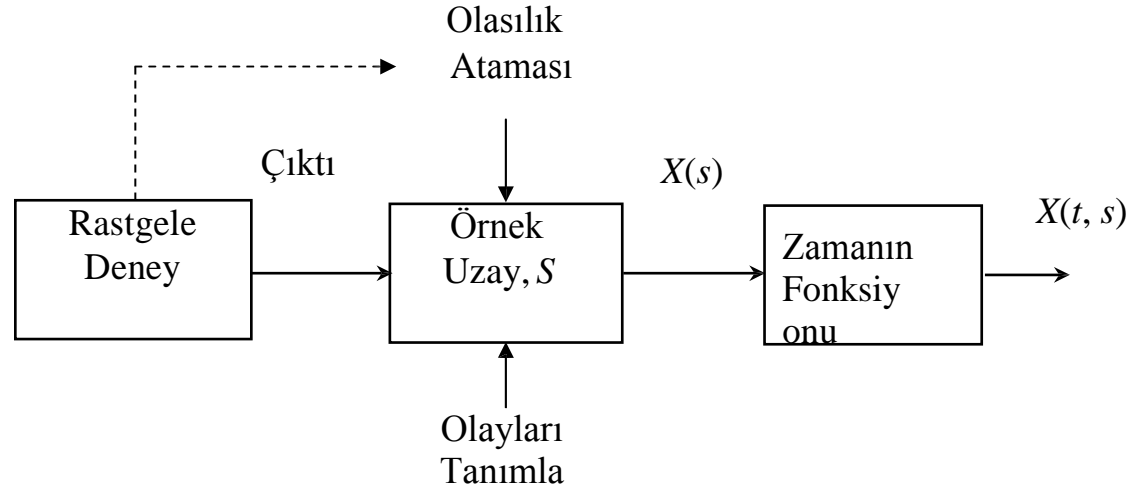 Olasılık
Ataması
Çıktı
X(s)
X(t, s)
Rastgele
Deney
Örnek
Uzay, S
Zamanın
Fonksiy
onu
Olayları
Tanımla